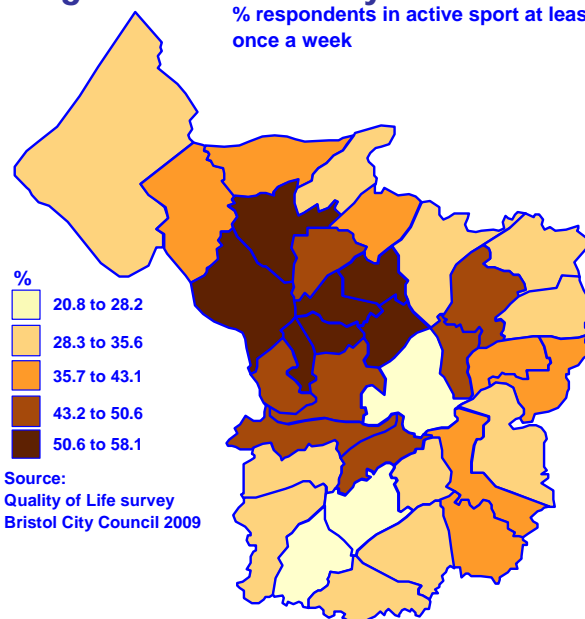 % respondents in active sport at leas
once a week
%
20.8 to 28.2
28.3 to 35.6
35.7 to 43.1
43.2 to 50.6
50.6 to 58.1
Source:
Quality of Life survey
Bristol City Council 2009